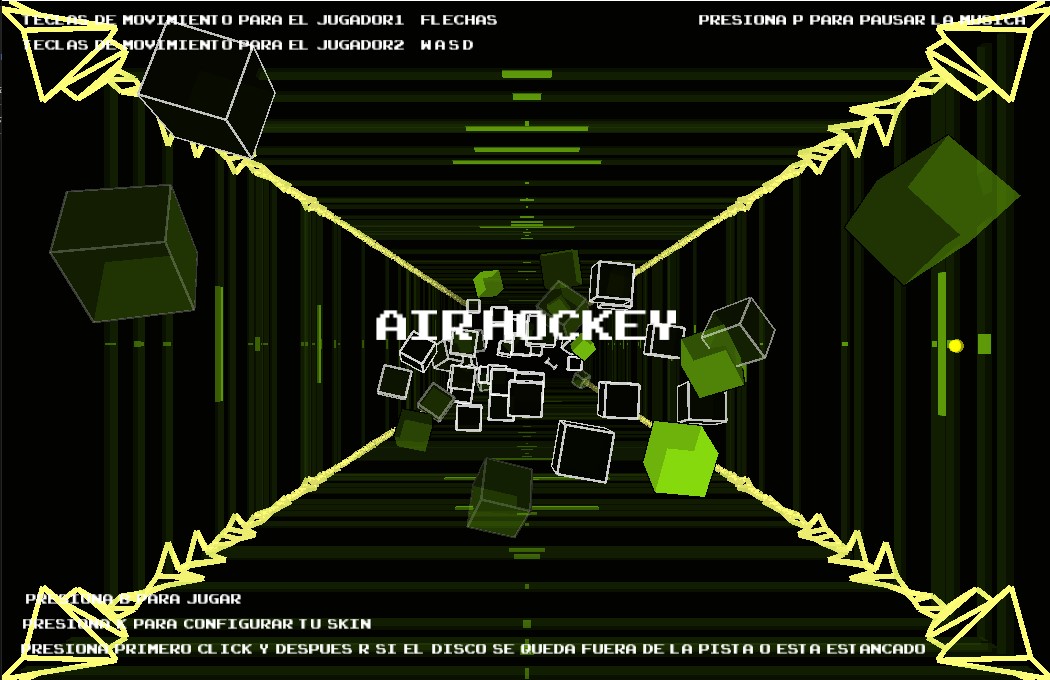 TECLAS DE MOVIMIENTO PARA EL JUGADOR1 FLECHAS
PRESIONA P PARA PAUSAR LA MUSICA
TECLAS DE MOVIMIENTO PARA EL JUGADOR2 W A S D
AIR HOCKEY
PRESIONA PARA JUGAR
PRESIONA PARA CONFIGURAR TU SKIN
PRESIONA PRIMERO CLICK Y DESPUES R SI EL DISCO SE QUEDA FUERA DE LA PISTA O ESTA ESTANCADO